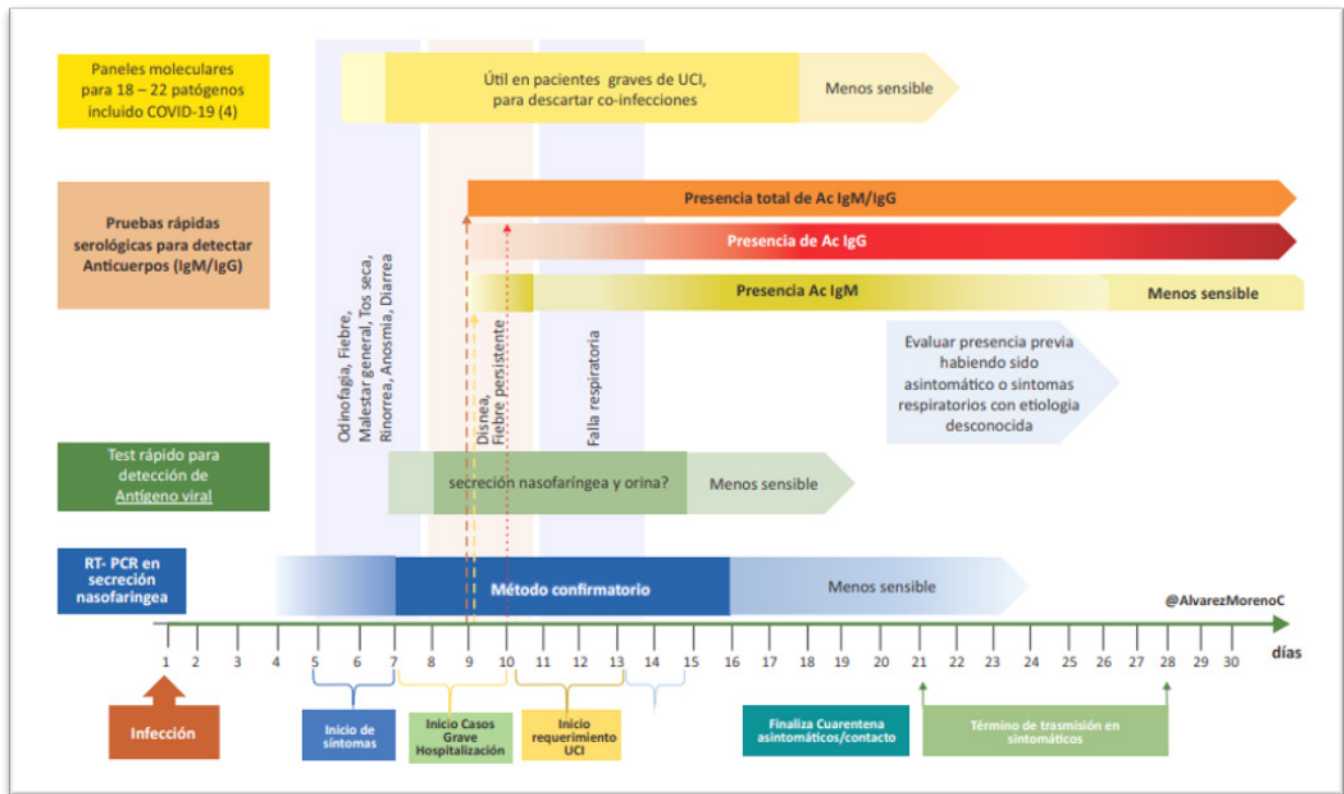 Paneles moleculares
para 18 – 22 patógenos
incluido COVID-19 (4)
Útil en pacientes graves de UCI,
para descartar co-infecciones
Menos sensible
Pruebas rápidas
serológicas para detectar
Anticuerpos (IgM/IgG)
Presencia total de Ac IgM/IgG
Presencia de Ac IgG
Presencia Ac IgM
Menos sensible
Odinofagia, Fiebre,
Malestar general, Tos seca,
Rinorrea, Anosmia, Diarrea
Disnea,
Fiebre persistente
Falla respiratoria
Evaluar presencia previa
habiendo sido
asintomático o sintomas
respiratorios con etiologia
desconocida
Test rápido para
detección de
Antígeno viral
secreción nasofaríngea y orina?
Menos sensible
RT- PCR en
secreción
nasofaringea
Método confirmatorio
Menos sensible
@AlvarezMorenoC
1 2 3 4 5 6 7 8 9 10 11 12 13 14 15 16 17 18 19 20 21 22 23 24 25 26 27 28 29 30 días
Infección
Inicio de
síntomas
Inicio Casos
Grave
Hospitalización
Inicio
requerimiento
UCI
Finaliza Cuarentena
asintomáticos/contacto
Término de trasmisión en
sintomáticos